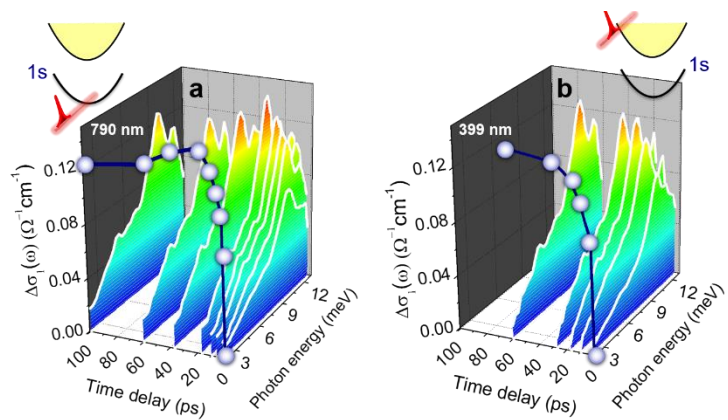 1s
a
790 nm
Δσ₁(ω) (Ω⁻¹cm⁻¹)
0.12
0.08
0.04
0.00
100
80
60
40
20
0
Time delay (ps)
3
6
9
12
Photon energy (meV)
1s
b
399 nm
Δσ₁(ω) (Ω⁻¹cm⁻¹)
0.12
0.08
0.04
0.00
100
80
60
40
20
0
Time delay (ps)
3
6
9
12
Photon energy (meV)